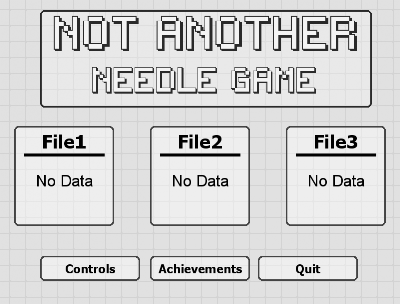 NOT ANOTHER
NEEDLE GAME
File1
File2
File3
No Data
No Data
No Data
Controls
Achievements
Quit